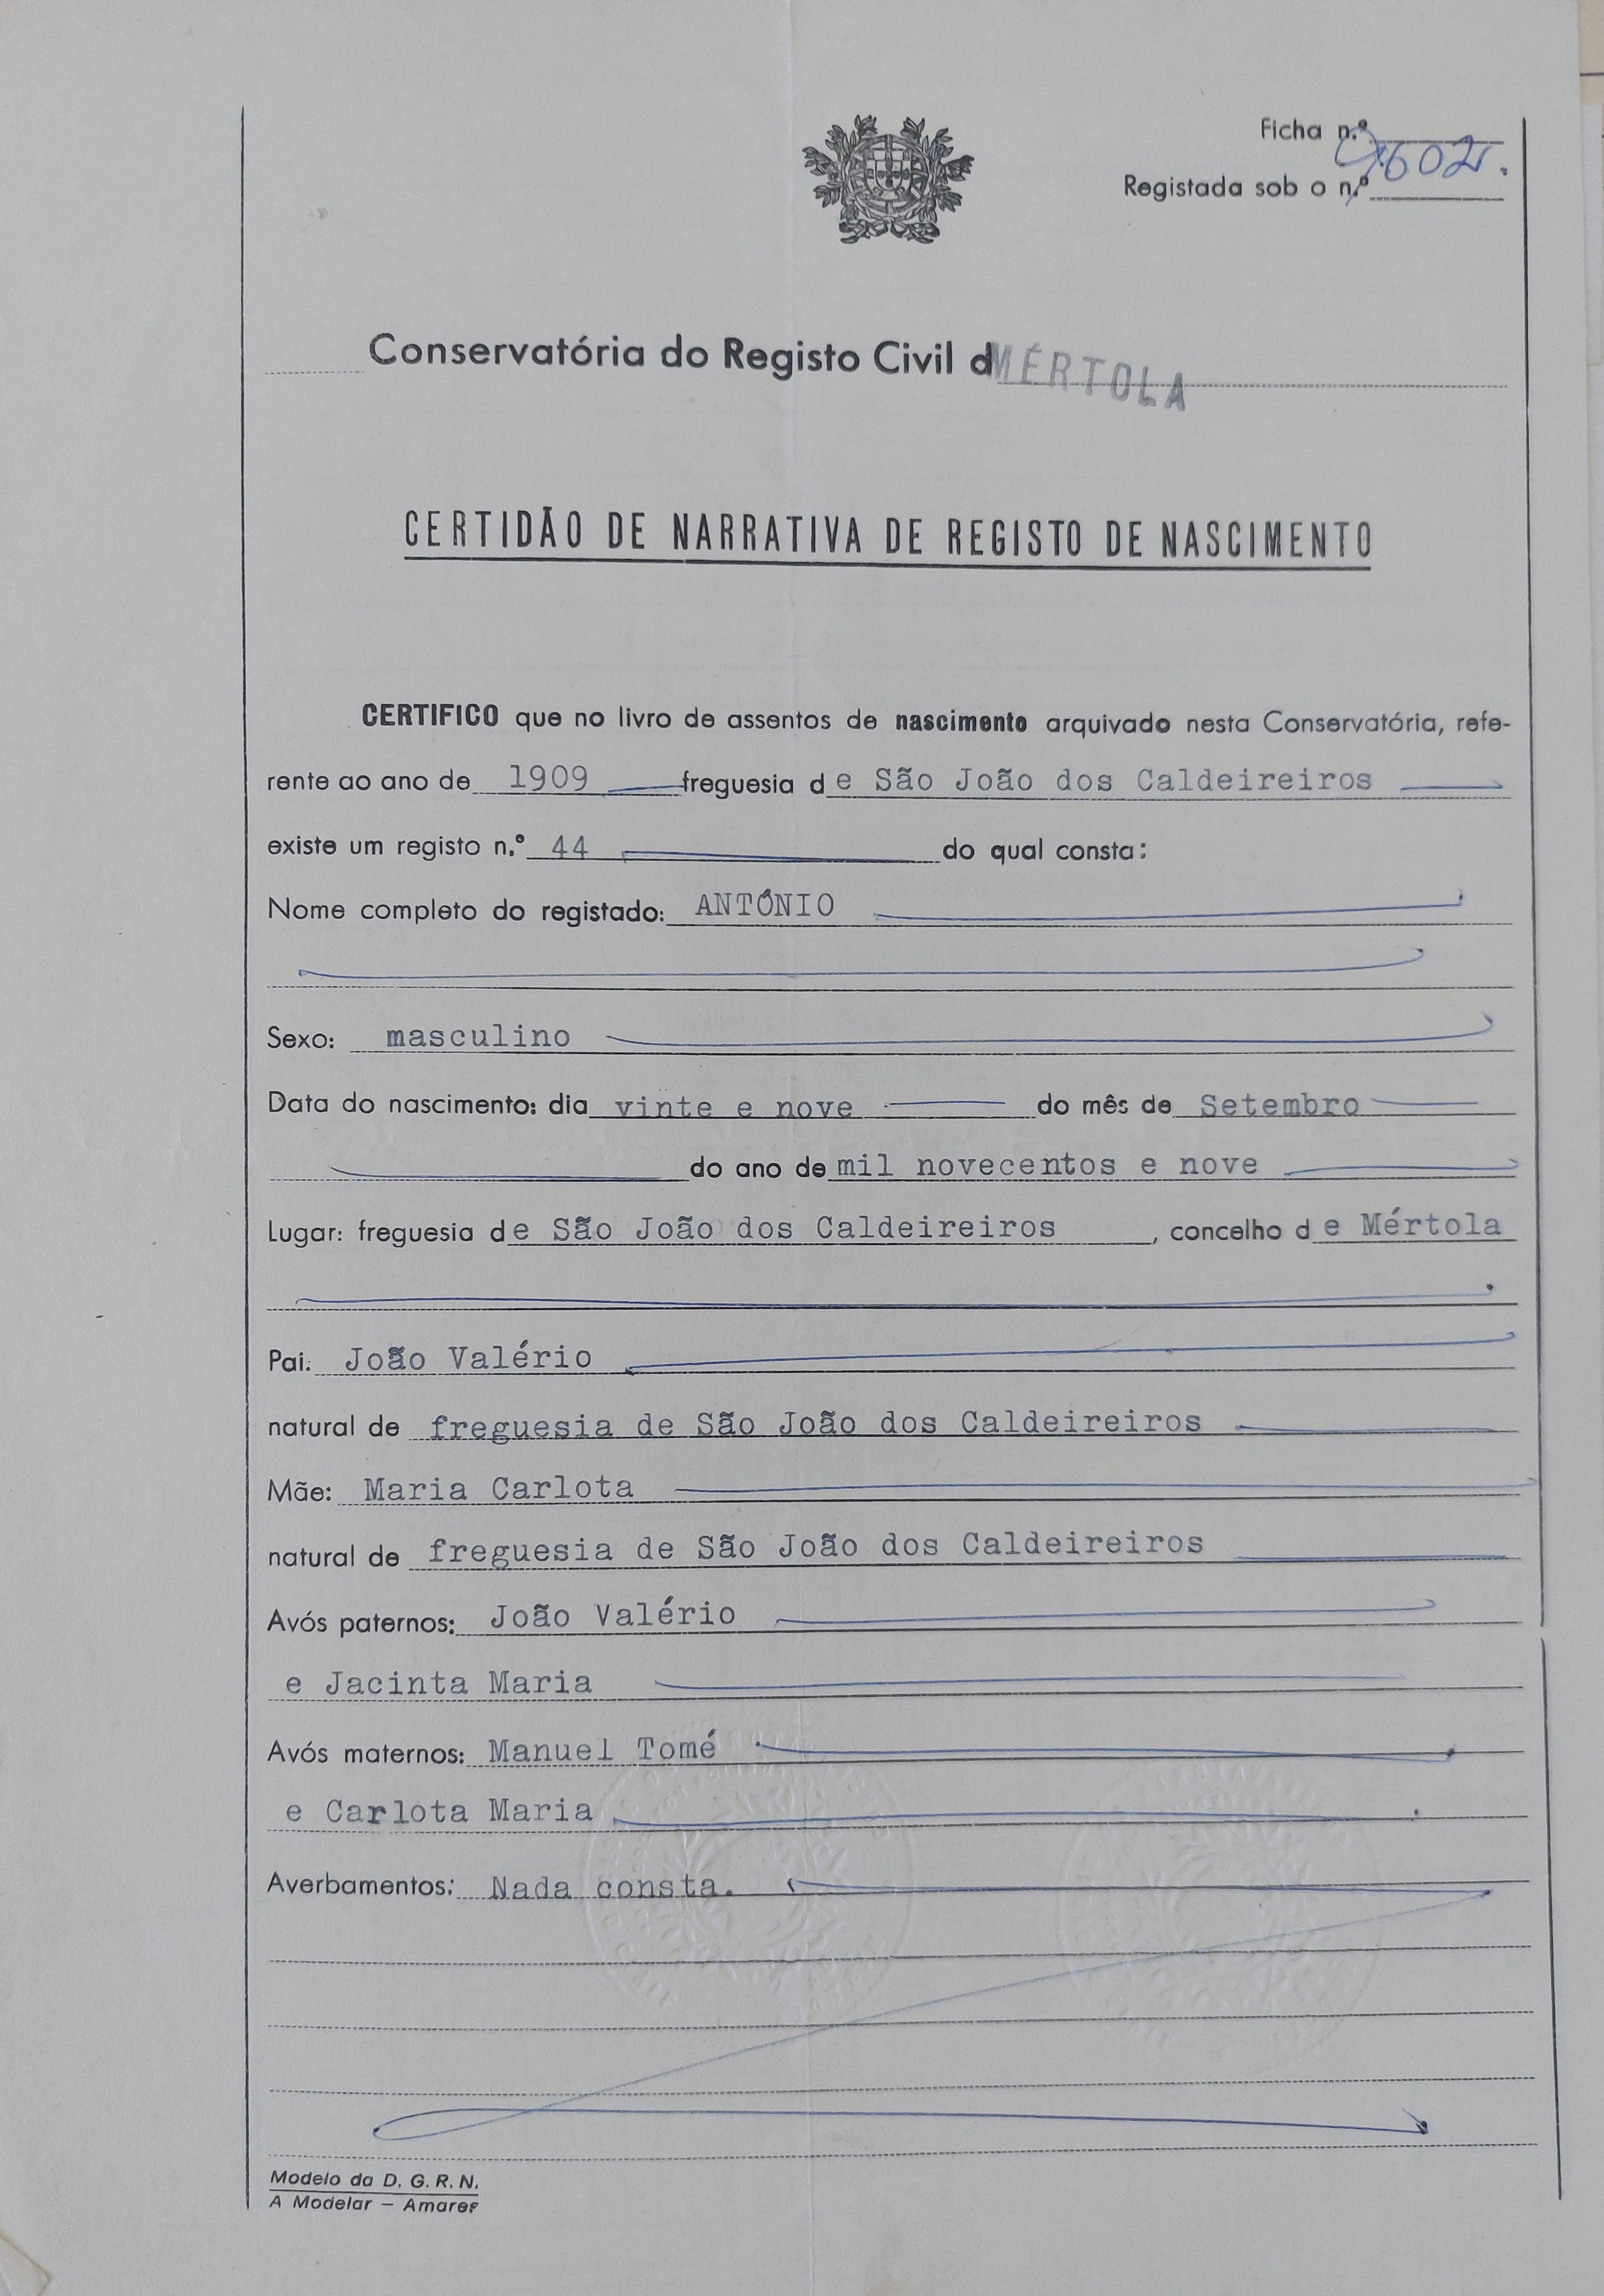 Ficha n.º
Registada sob o n.º 9602.
Conservatória do Registo Civil d MÉRTOLA
CERTIDÃO DE NARRATIVA DE REGISTO DE NASCIMENTO
CERTIFICO que no livro de assentos de nascimento arquivado nesta Conservatória, refe-
rente ao ano de 1909 freguesia de São João dos Caldeireiros
existe um registo n.º 44 do qual consta:
Nome completo do registado: ANTÓNIO
Sexo: masculino
Data do nascimento: dia vinte e nove do mês de Setembro
do ano de mil novecentos e nove
Lugar: freguesia de São João dos Caldeireiros, concelho de Mértola
Pai: João Valério
natural de freguesia de São João dos Caldeireiros
Mãe: Maria Carlota
natural de freguesia de São João dos Caldeireiros
Avós paternos: João Valério
e Jacinta Maria
Avós maternos: Manuel Tomé
e Carlota Maria
Averbamentos: Nada consta.
Modelo da D. G. R. N.
A Modelar - Amares